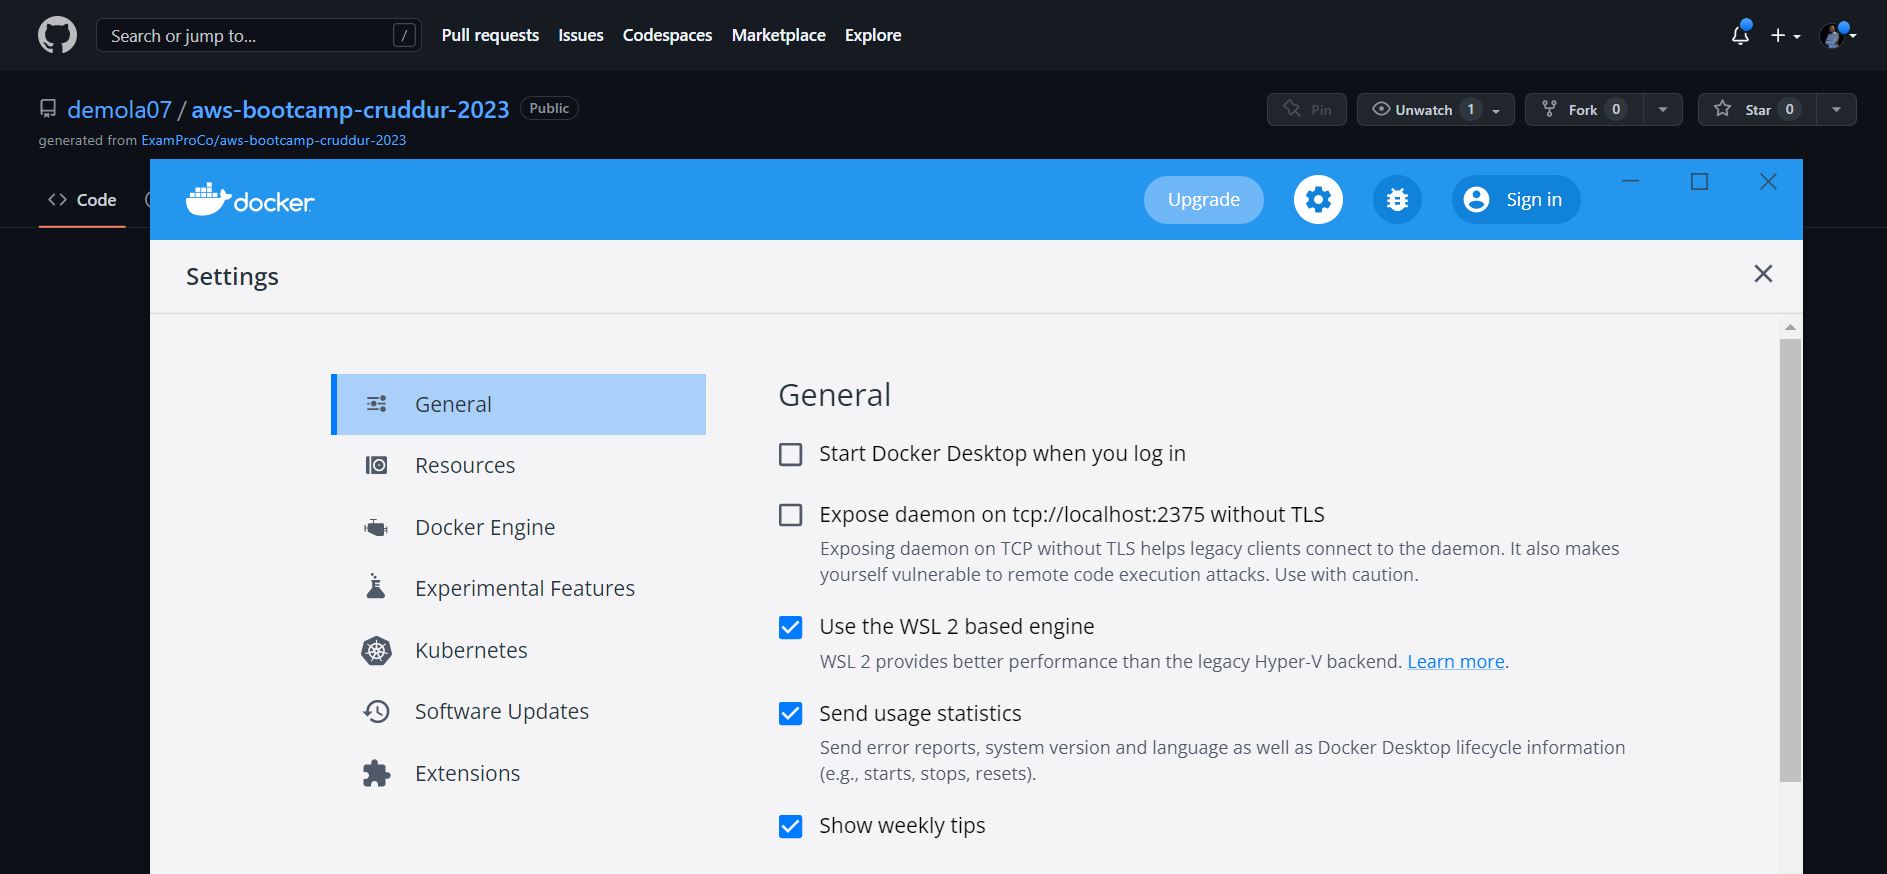 Search or jump to... /
Pull requests Issues Codespaces Marketplace Explore
demola07 / aws-bootcamp-cruddur-2023 Public
Pin Unwatch 1 Fork 0 Star 0
generated from ExamProCo/aws-bootcamp-cruddur-2023
Code
docker
Upgrade
Sign in
Settings
General
Resources
Docker Engine
Experimental Features
Kubernetes
Software Updates
Extensions
General
Start Docker Desktop when you log in
Expose daemon on tcp://localhost:2375 without TLS
Exposing daemon on TCP without TLS helps legacy clients connect to the daemon. It also makes
yourself vulnerable to remote code execution attacks. Use with caution.
Use the WSL 2 based engine
WSL 2 provides better performance than the legacy Hyper-V backend. Learn more.
Send usage statistics
Send error reports, system version and language as well as Docker Desktop lifecycle information
(e.g., starts, stops, resets).
Show weekly tips